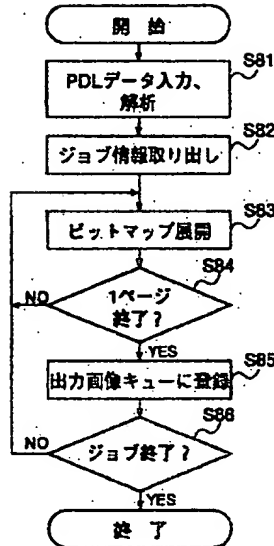 開 始
S81
PDLデータ入力、
解析
S82
ジョブ情報取り出し
S83
ビットマップ展開
S84
1ページ
終了?
NO
YES
S85
出力画像キューに登録
S86
ジョブ終了?
NO
YES
終 了